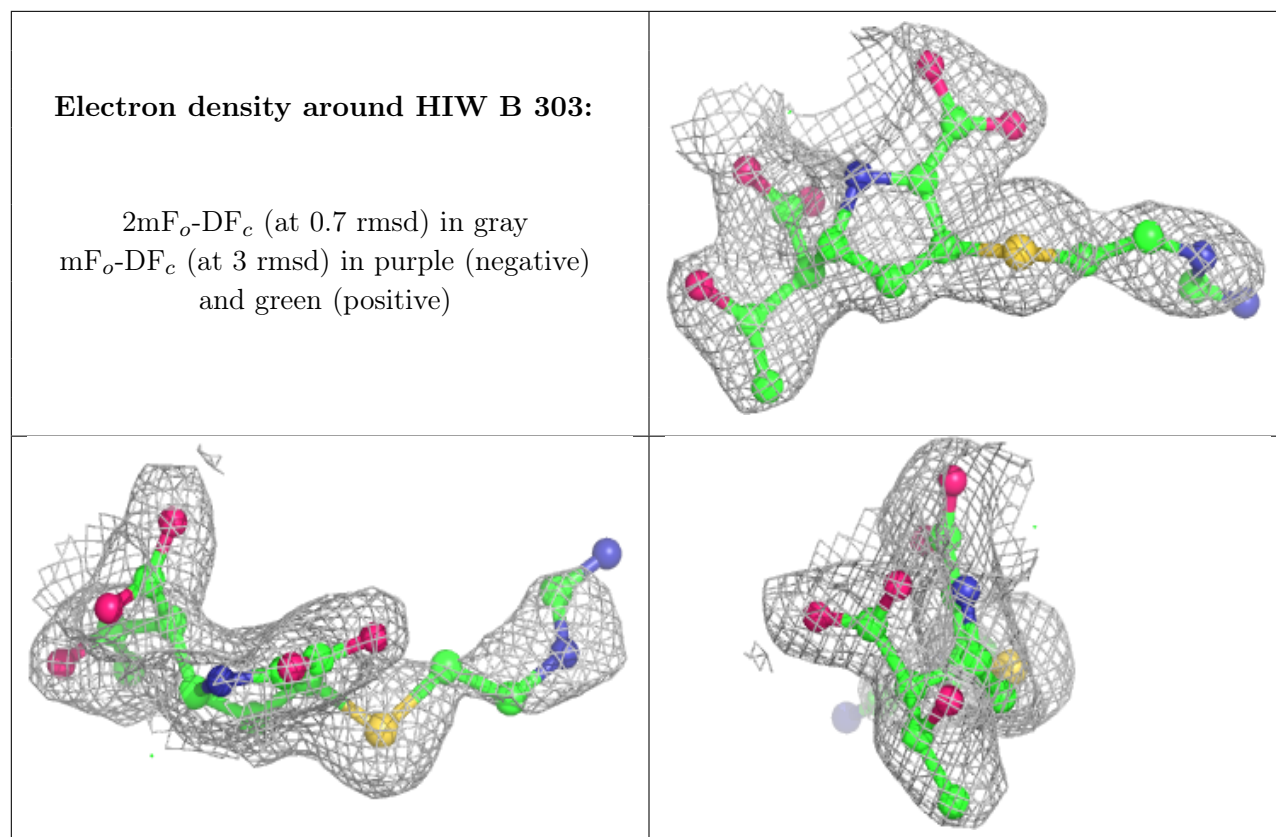 Electron density around HIW B 303:
2mFo-DFc (at 0.7 rmsd) in gray
mFo-DFc (at 3 rmsd) in purple (negative)
and green (positive)